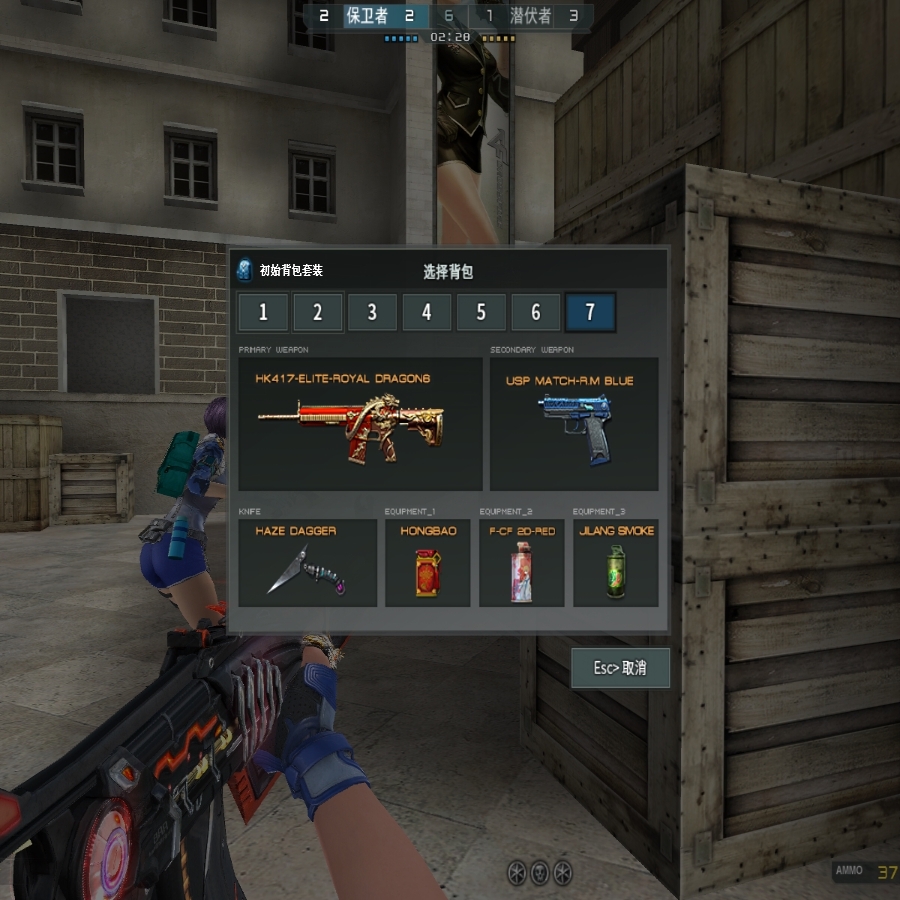 2 保卫者 2 6 1 潜伏者 3
02:20
初始背包套装
选择背包
1 2 3 4 5 6 7
PRIMARY WEAPON
SECONDARY WEAPON
HK417-ELITE-ROYAL DRAGON6
USP MATCH-R.M BLUE
KNIFE
EQUIPMENT_1
EQUIPMENT_2
EQUIPMENT_3
HAZE DAGGER
HONGBAO
F-CF 20-RED
JILANG SMOKE
Esc>取消
AMMO 37